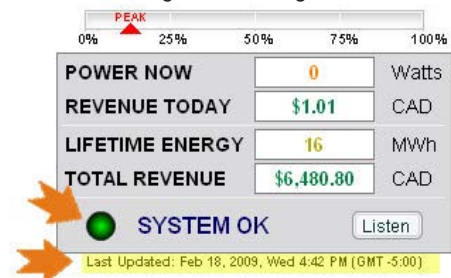 PEAK
0% 25% 50% 75% 100%
POWER NOW 0 Watts
REVENUE TODAY $1.01 CAD
LIFETIME ENERGY 16 MWh
TOTAL REVENUE $6,480.80 CAD
SYSTEM OK Listen
Last Updated: Feb 18, 2009, Wed 4:42 PM (GMT -5:00)